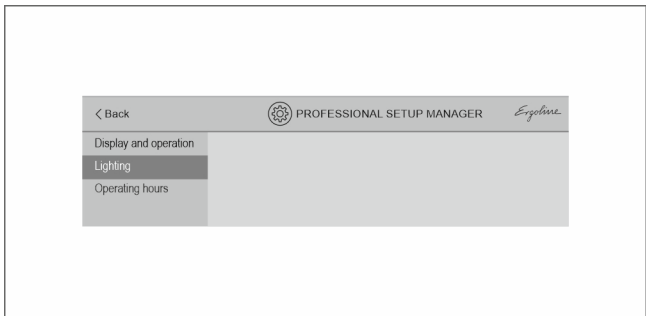 < Back
PROFESSIONAL SETUP MANAGER
Ergoline
Display and operation
Lighting
Operating hours